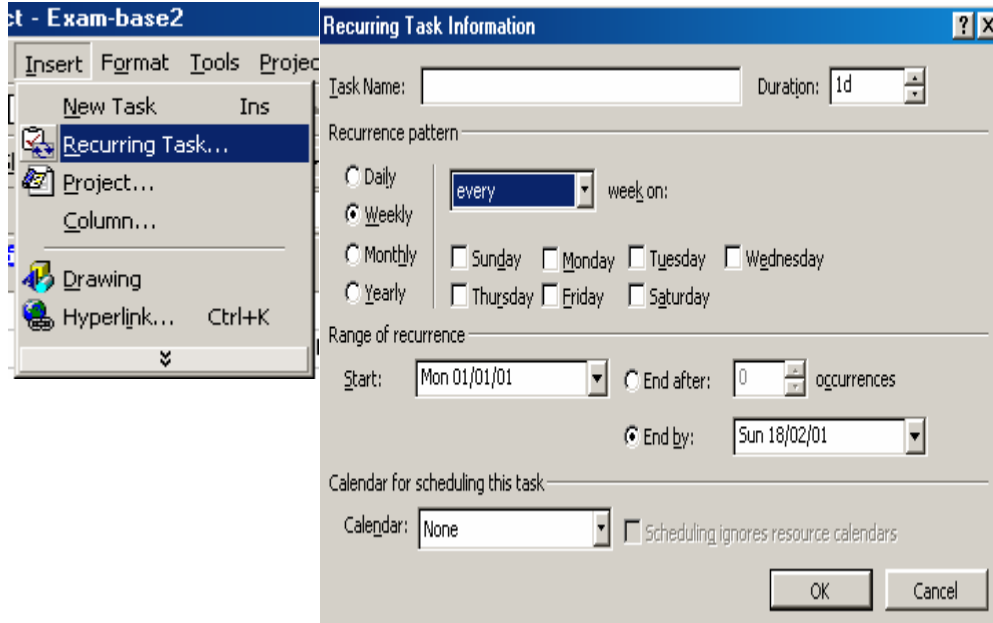 ct - Exam-base2
Insert Format Tools Projec
New Task Ins
Recurring Task...
Project...
Column...
Drawing
Hyperlink... Ctrl+K
Recurring Task Information
Task Name: Duration: 1d
Recurrence pattern
Daily
Weekly
Monthly
Yearly
every week on:
Sunday Monday Tuesday Wednesday
Thursday Friday Saturday
Range of recurrence
Start: Mon 01/01/01 End after: 0 occurrences
End by: Sun 18/02/01
Calendar for scheduling this task
Calendar: None Scheduling ignores resource calendars
OK Cancel